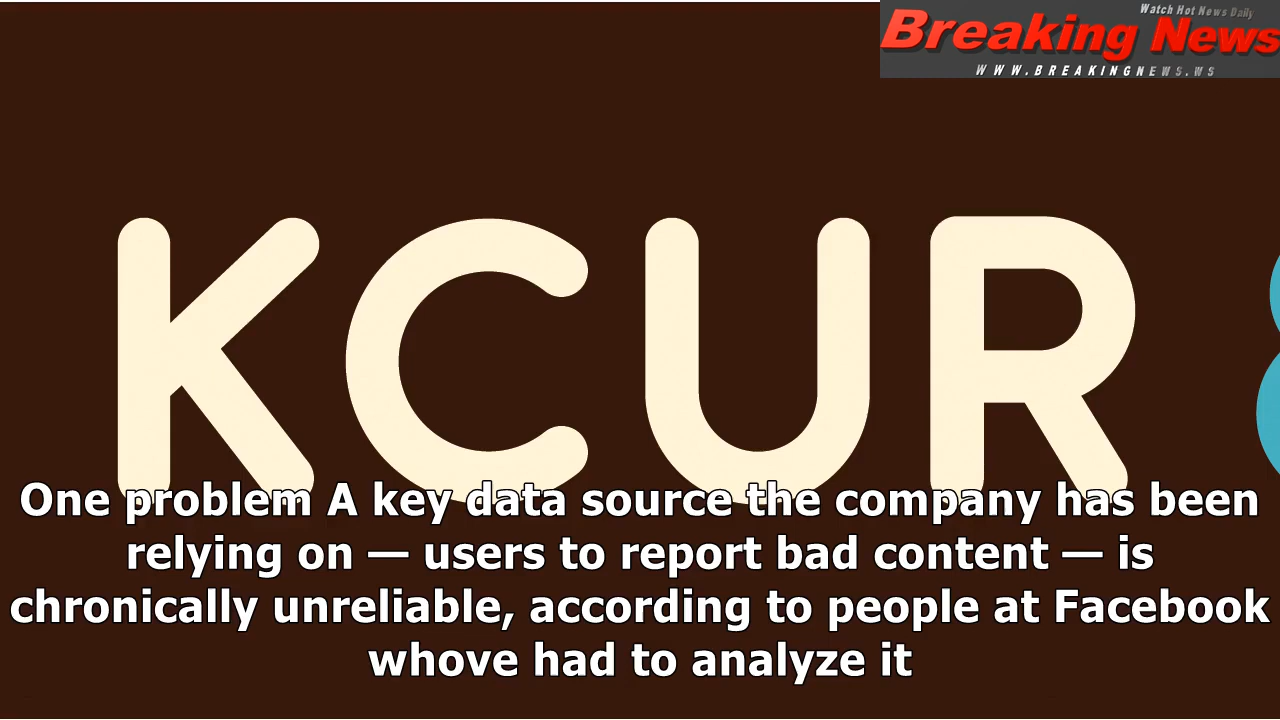 Watch Hot News Daily
Breaking News
WWW.BREAKINGNEWS.WS
KCUR
One problem A key data source the company has been
relying on — users to report bad content — is
chronically unreliable, according to people at Facebook
whove had to analyze it